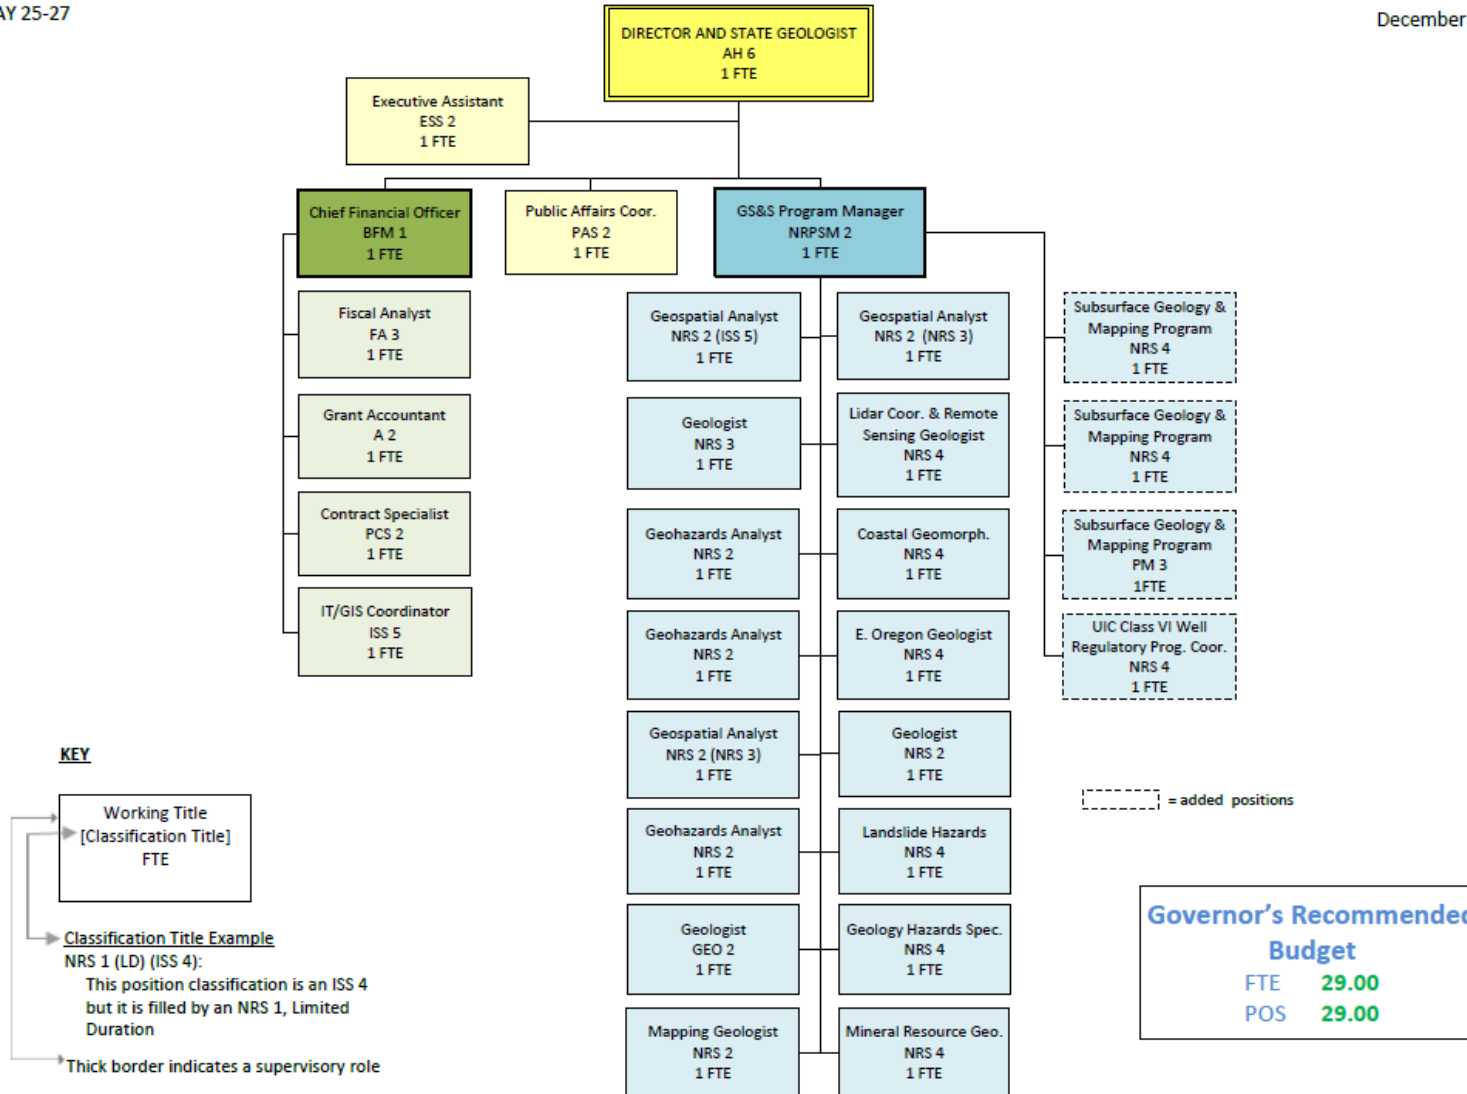 AY 25-27
December
DIRECTOR AND STATE GEOLOGIST
AH 6
1 FTE
Executive Assistant
ESS 2
1 FTE
Chief Financial Officer
BFM 1
1 FTE
Public Affairs Coor.
PAS 2
1 FTE
GS&S Program Manager
NRPSM 2
1 FTE
Fiscal Analyst
FA 3
1 FTE
Grant Accountant
A 2
1 FTE
Contract Specialist
PCS 2
1 FTE
IT/GIS Coordinator
ISS 5
1 FTE
Geospatial Analyst
NRS 2 (ISS 5)
1 FTE
Geospatial Analyst
NRS 2 (NRS 3)
1 FTE
Geologist
NRS 3
1 FTE
Lidar Coor. & Remote
Sensing Geologist
NRS 4
1 FTE
Geohazards Analyst
NRS 2
1 FTE
Coastal Geomorph.
NRS 4
1 FTE
Geohazards Analyst
NRS 2
1 FTE
E. Oregon Geologist
NRS 4
1 FTE
Geospatial Analyst
NRS 2 (NRS 3)
1 FTE
Geologist
NRS 2
1 FTE
Geohazards Analyst
NRS 2
1 FTE
Landslide Hazards
NRS 4
1 FTE
Geologist
GEO 2
1 FTE
Geology Hazards Spec.
NRS 4
1 FTE
Mapping Geologist
NRS 2
1 FTE
Mineral Resource Geo.
NRS 4
1 FTE
Subsurface Geology &
Mapping Program
NRS 4
1 FTE
Subsurface Geology &
Mapping Program
NRS 4
1 FTE
Subsurface Geology &
Mapping Program
PM 3
1FTE
UIC Class VI Well
Regulatory Prog. Coor.
NRS 4
1 FTE
KEY
Working Title
[Classification Title]
FTE
Classification Title Example
NRS 1 (LD) (ISS 4):
This position classification is an ISS 4
but it is filled by an NRS 1, Limited
Duration
Thick border indicates a supervisory role
= added positions
Governor's Recommended
Budget
FTE 29.00
POS 29.00